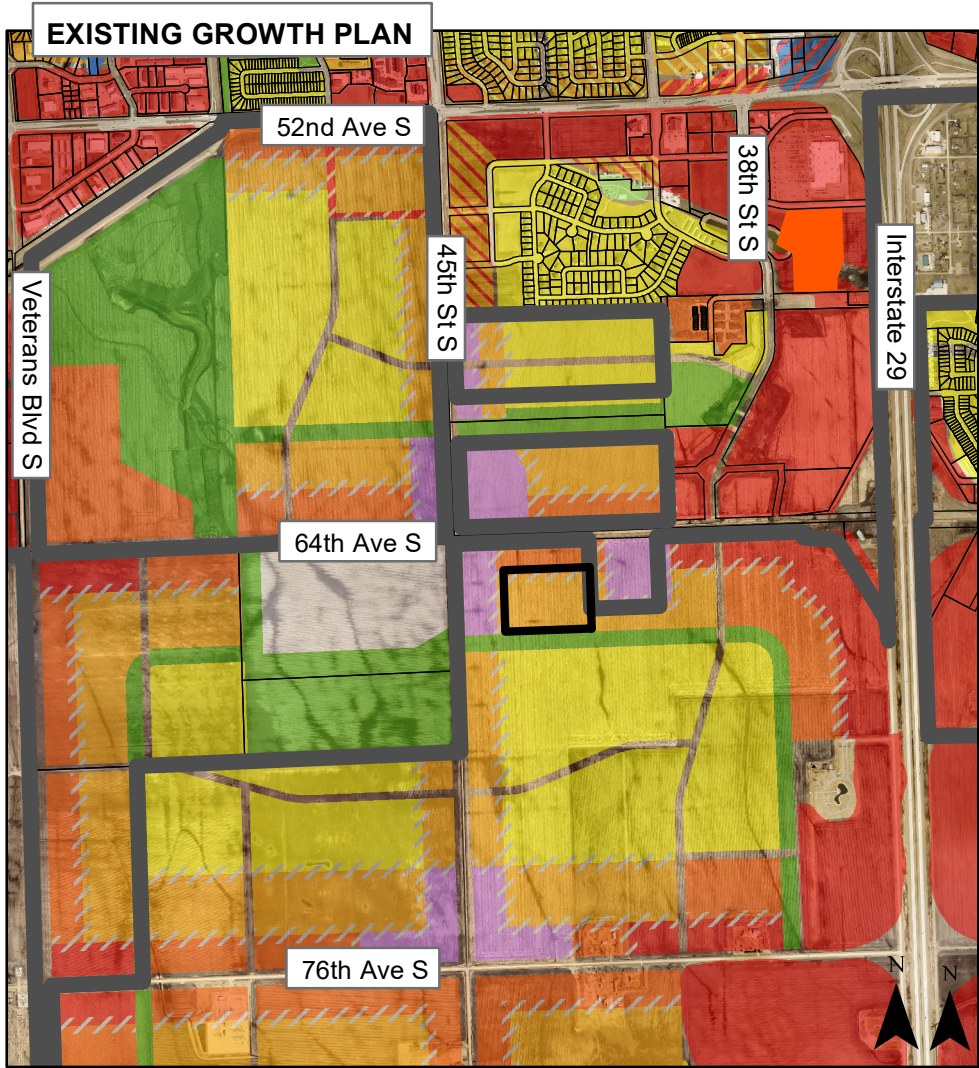 EXISTING GROWTH PLAN
52nd Ave S
38th St S
45th St S
Interstate 29
Veterans Blvd S
64th Ave S
76th Ave S
N
N